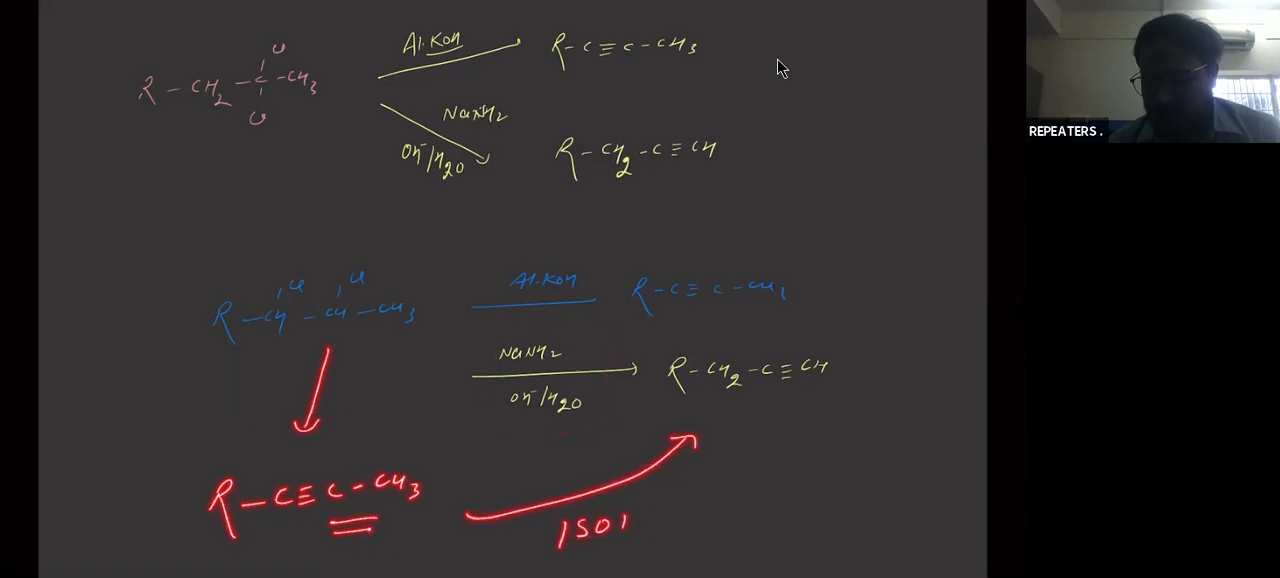 Al. KOH
R - C ≡ C - CH3
Cl
R - CH2 - C - CH3
Cl
NaNH2
OH⁻/H2O
R - CH2 - C ≡ CH
REPEATERS .
Cl Cl
R - CH - CH - CH3
Al. KOH
R - C ≡ C - CH3
NaNH2
OH⁻/H2O
R - CH2 - C ≡ CH
R - C ≡ C - CH3
ISO1